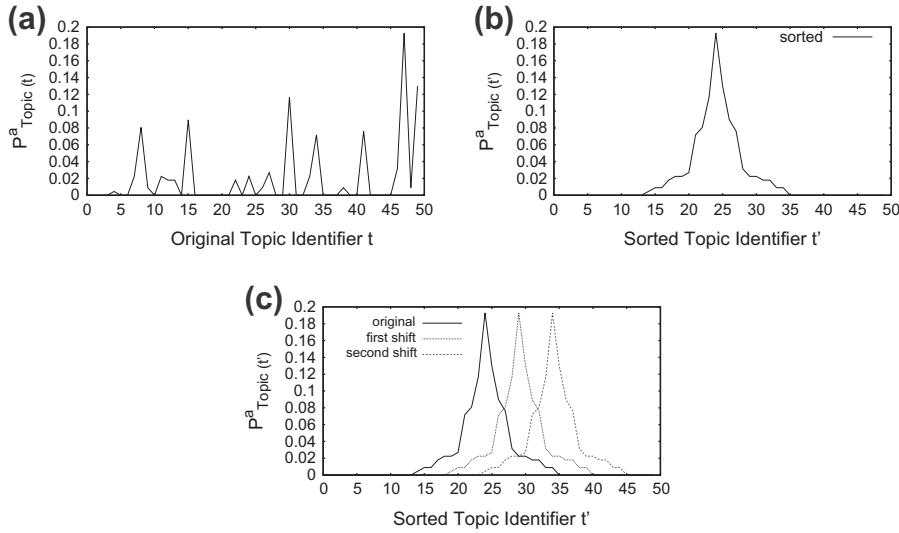 (a)
0.2
0.18
0.16
0.14
0.12
0.1
0.08
0.06
0.04
0.02
0
0 5 10 15 20 25 30 35 40 45 50
P^a_Topic (t)
Original Topic Identifier t
(b)
0.2
0.18
0.16
0.14
0.12
0.1
0.08
0.06
0.04
0.02
0
0 5 10 15 20 25 30 35 40 45 50
P^a_Topic (t')
sorted
Sorted Topic Identifier t'
(c)
0.2
0.18
0.16
0.14
0.12
0.1
0.08
0.06
0.04
0.02
0
0 5 10 15 20 25 30 35 40 45 50
P^a_Topic (t')
original
first shift
second shift
Sorted Topic Identifier t'